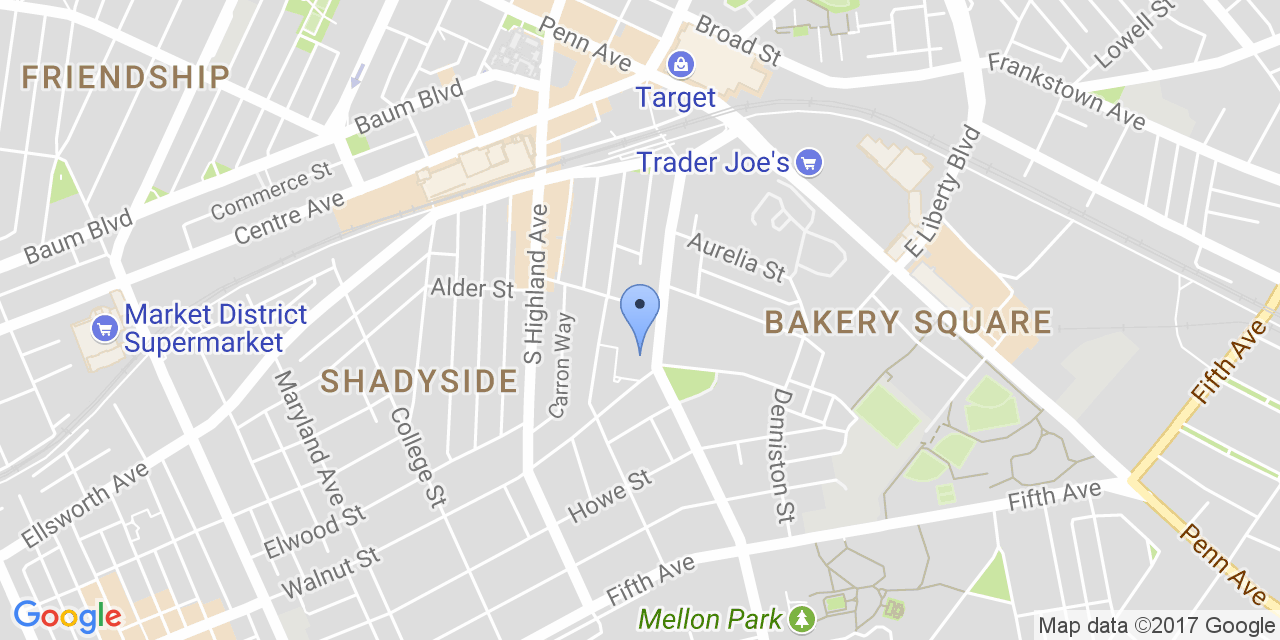 Broad St
Penn Ave
Lowell St
FRIENDSHIP
Frankstown Ave
Target
Baum Blvd
Trader Joe's
E Liberty Blvd
Commerce St
Centre Ave
Baum Blvd
S Highland Ave
Aurelia St
Alder St
Market District
Supermarket
BAKERY SQUARE
Carron Way
Fifth Ave
SHADYSIDE
Maryland Ave
College St
Denniston St
Ellsworth Ave
Howe St
Fifth Ave
Elwood St
Walnut St
Penn Ave
Fifth Ave
Google
Mellon Park
Map data ©2017 Google